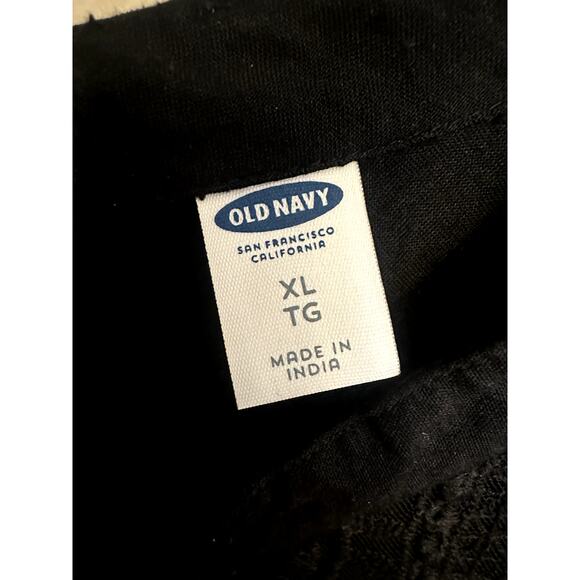 OLD NAVY
SAN FRANCISCO
CALIFORNIA
XL
TG
MADE IN
INDIA